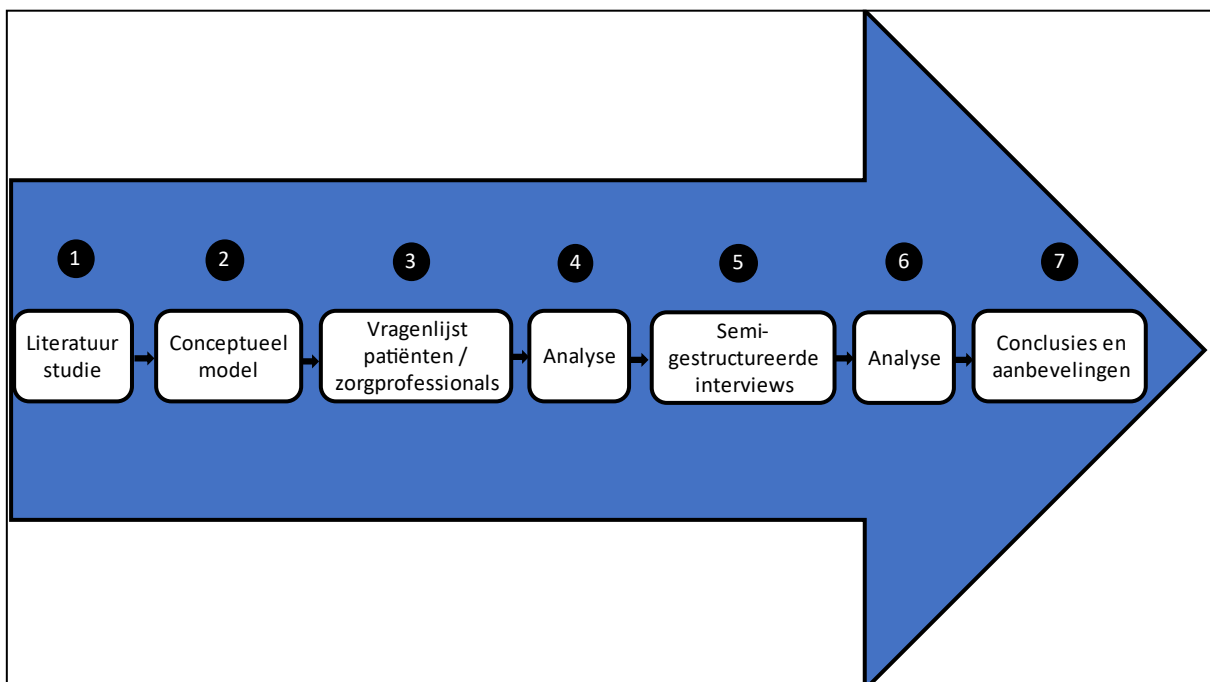 1
2
3
4
5
6
7
Literatuur
studie
Conceptueel
model
Vragenlijst
patiënten /
zorgprofessionals
Analyse
Semi-
gestructureerde
interviews
Analyse
Conclusies en
aanbevelingen